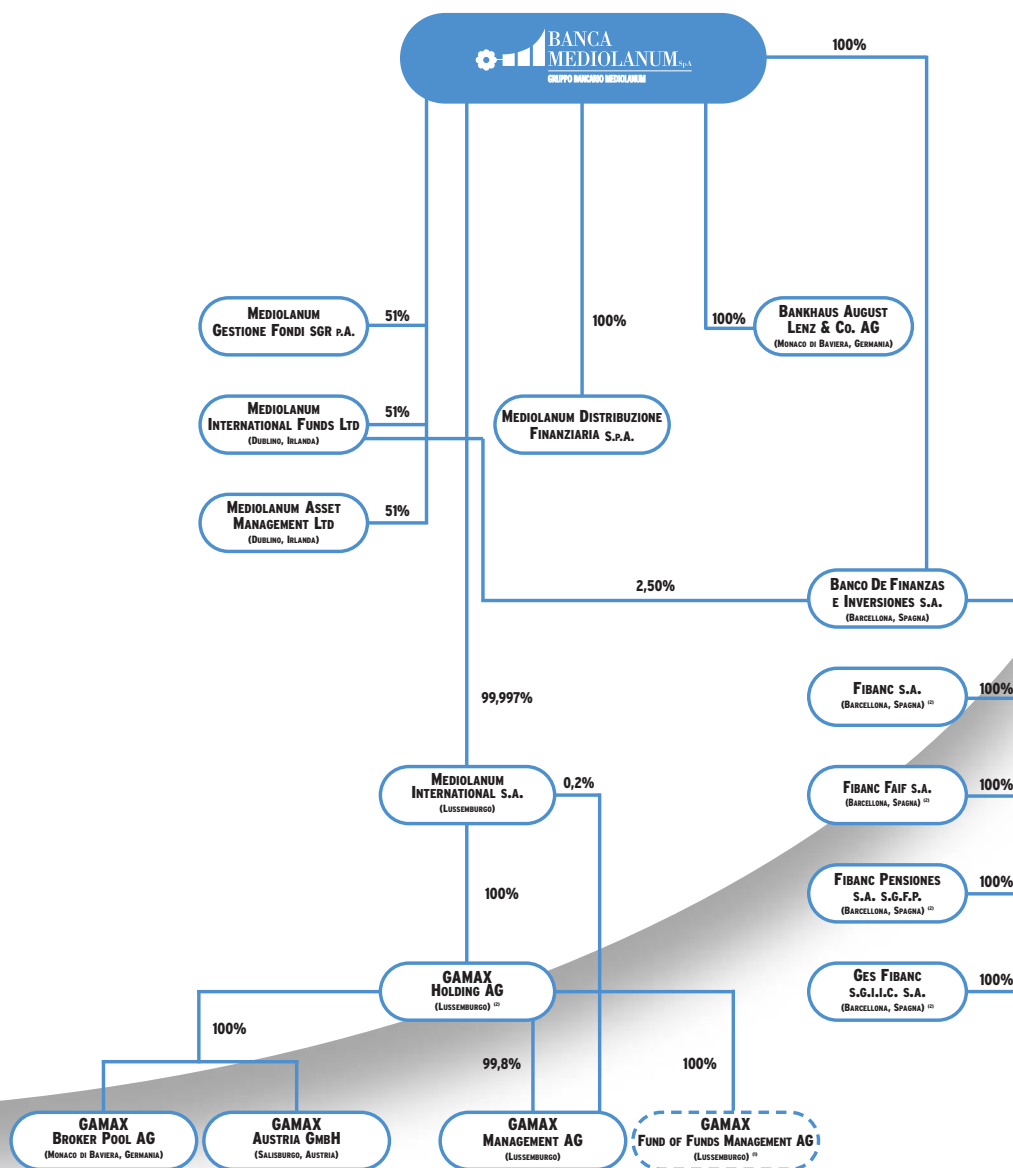 BANCA
MEDIOLANUM S.p.A.
GRUPPO BANCARIO MEDIOLANUM
100%
MEDIOLANUM
GESTIONE FONDI SGR P.A.
51%
100%
100%
BANKHAUS AUGUST
LENZ & CO. AG
(MONACO DI BAVIERA, GERMANIA)
MEDIOLANUM
INTERNATIONAL FUNDS LTD
(DUBLINO, IRLANDA)
51%
MEDIOLANUM DISTRIBUZIONE
FINANZIARIA S.P.A.
MEDIOLANUM ASSET
MANAGEMENT LTD
(DUBLINO, IRLANDA)
51%
2,50%
BANCO DE FINANZAS
E INVERSIONES S.A.
(BARCELLONA, SPAGNA)
99,997%
FIBANC S.A.
(BARCELLONA, SPAGNA) (2)
100%
MEDIOLANUM
INTERNATIONAL S.A.
(LUSSEMBURGO)
0,2%
FIBANC FAIF S.A.
(BARCELLONA, SPAGNA) (2)
100%
100%
FIBANC PENSIONES
S.A. S.G.F.P.
(BARCELLONA, SPAGNA) (2)
100%
GAMAX
HOLDING AG
(LUSSEMBURGO) (2)
GES FIBANC
S.G.I.I.C. S.A.
(BARCELLONA, SPAGNA) (2)
100%
100%
99,8%
100%
GAMAX
BROKER POOL AG
(MONACO DI BAVIERA, GERMANIA)
GAMAX
AUSTRIA GMBH
(SALISBURGO, AUSTRIA)
GAMAX
MANAGEMENT AG
(LUSSEMBURGO)
GAMAX
FUND OF FUNDS MANAGEMENT AG
(LUSSEMBURGO) (1)